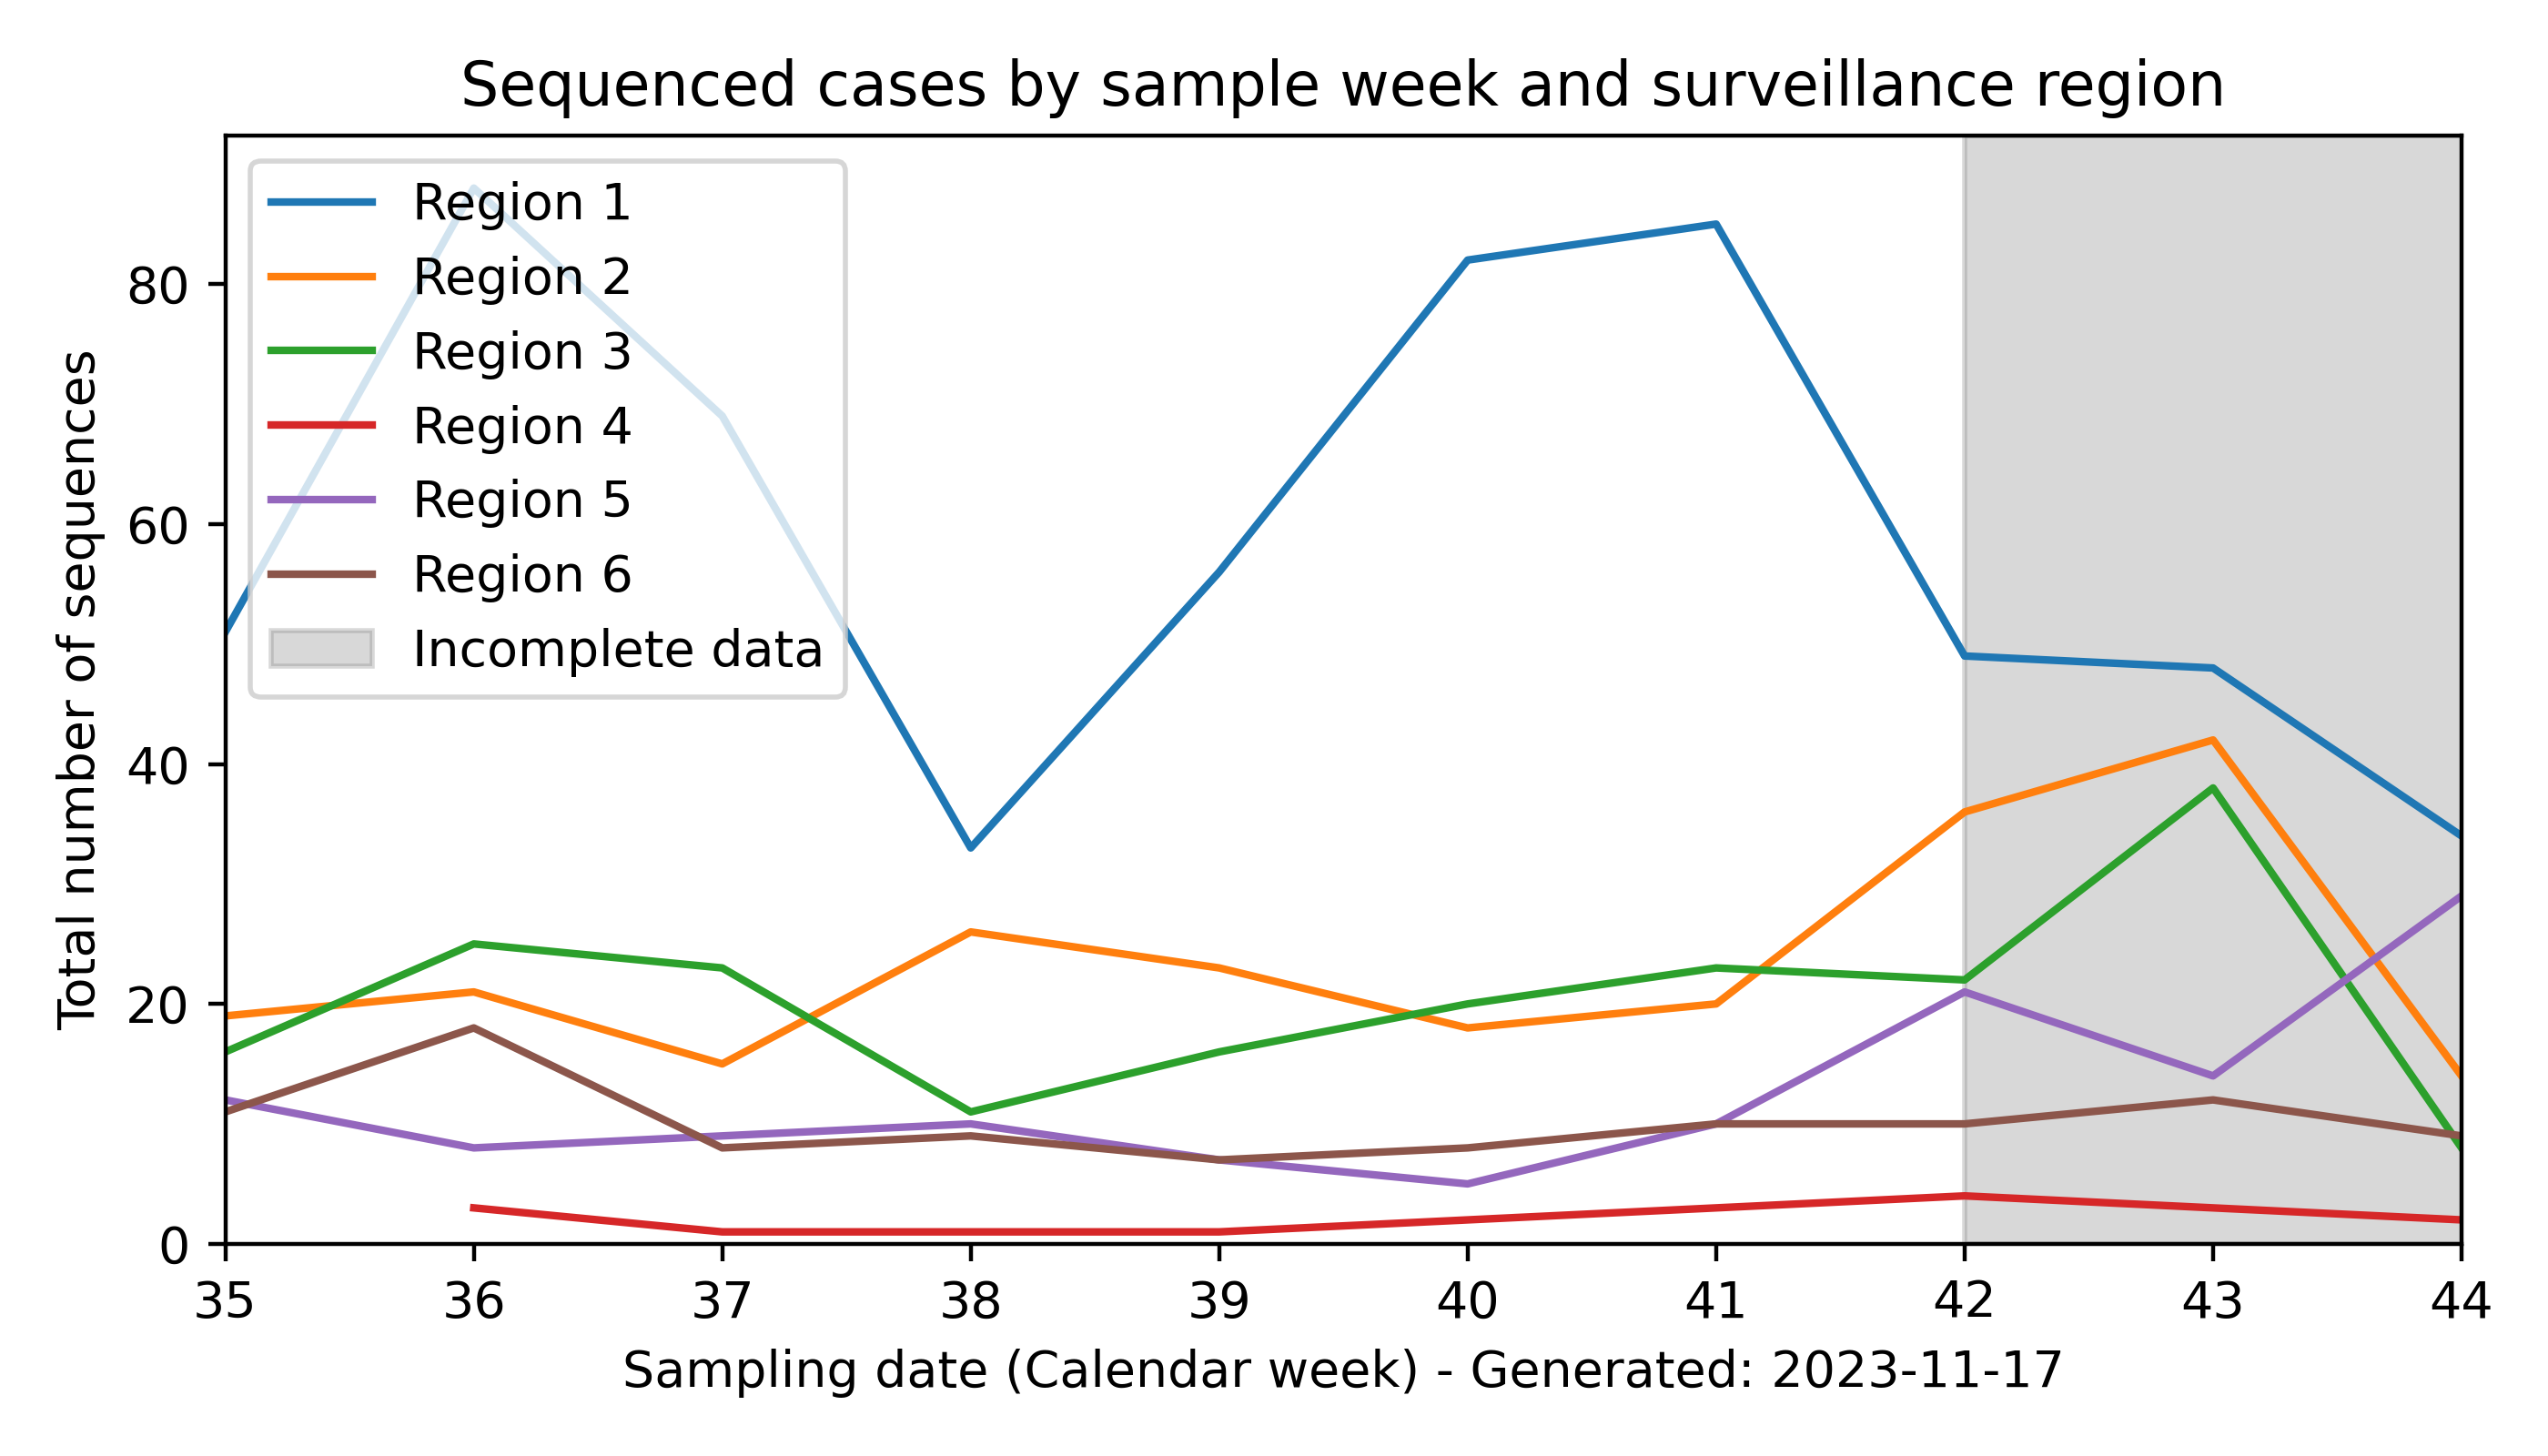 Sequenced cases by sample week and surveillance region
Region 1
Region 2
Region 3
Region 4
Region 5
Region 6
Incomplete data
Total number of sequences
80
60
40
20
0
35 36 37 38 39 40 41 42 43 44
Sampling date (Calendar week) - Generated: 2023-11-17